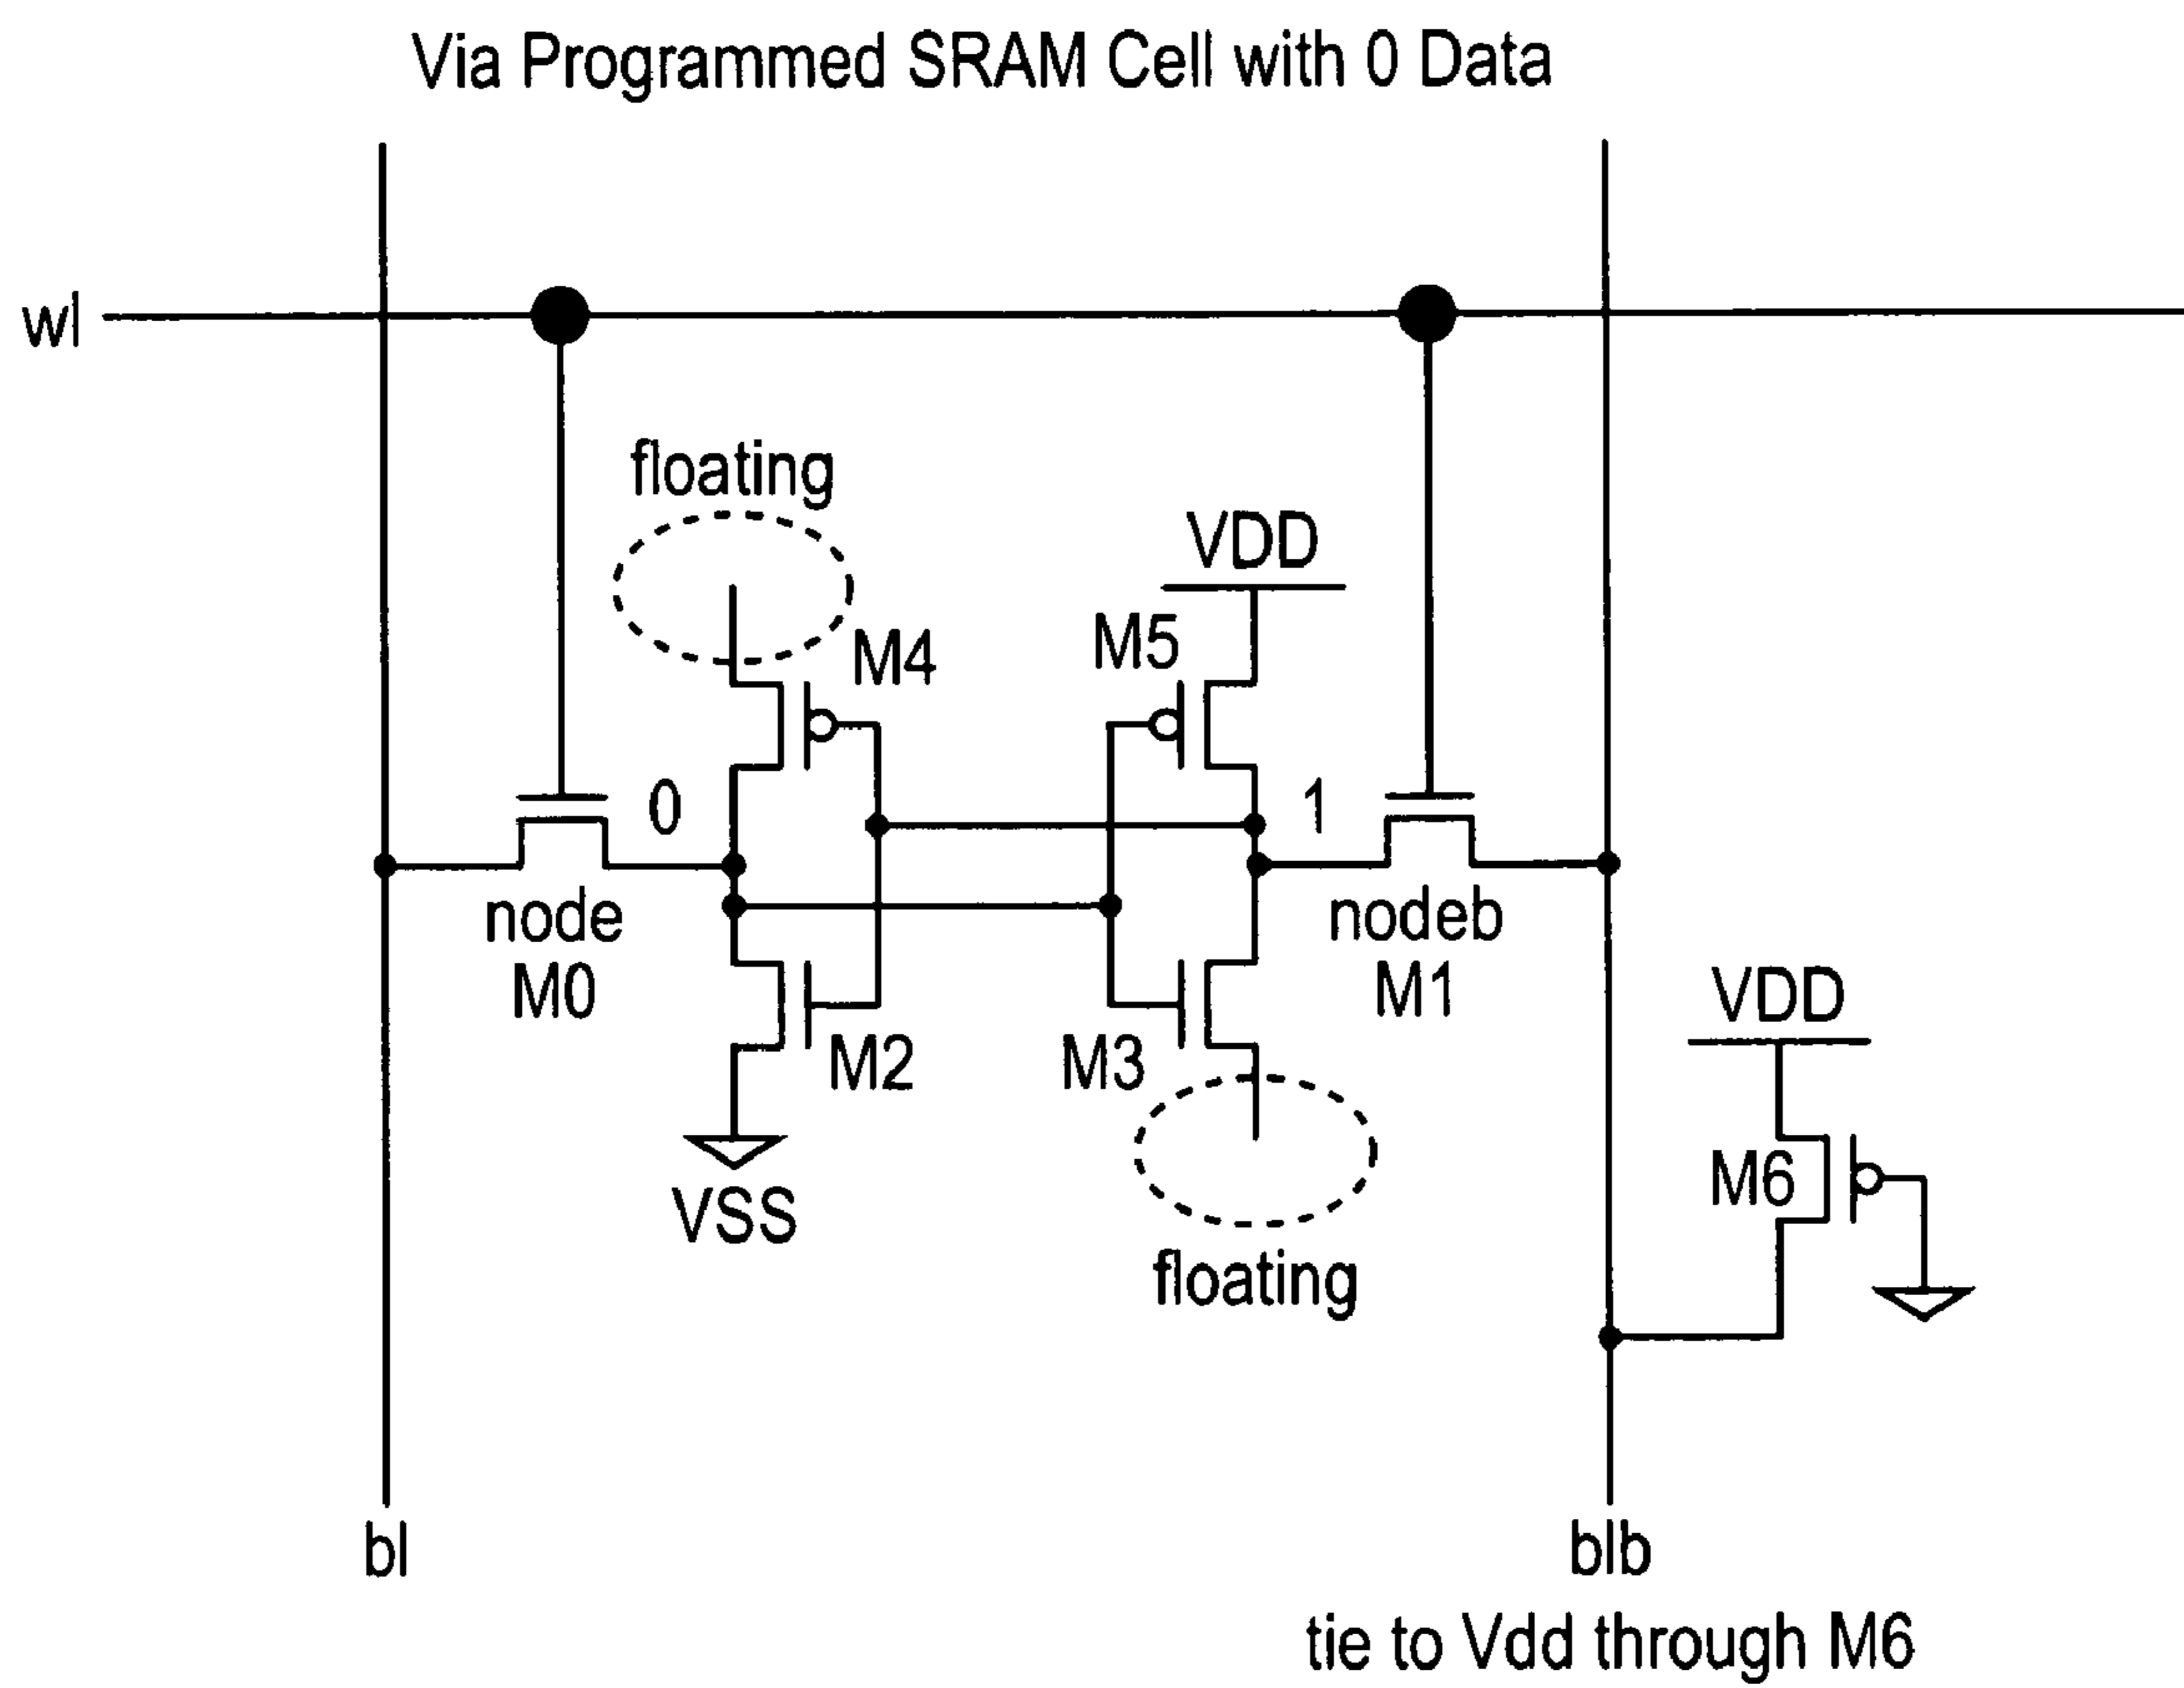 Via Programmed SRAM Cell with 0 Data
wl
floating
VDD
M4
M5
0
1
node
M0
nodeb
M1
M2
M3
VDD
M6
VSS
floating
bl
blb
tie to Vdd through M6